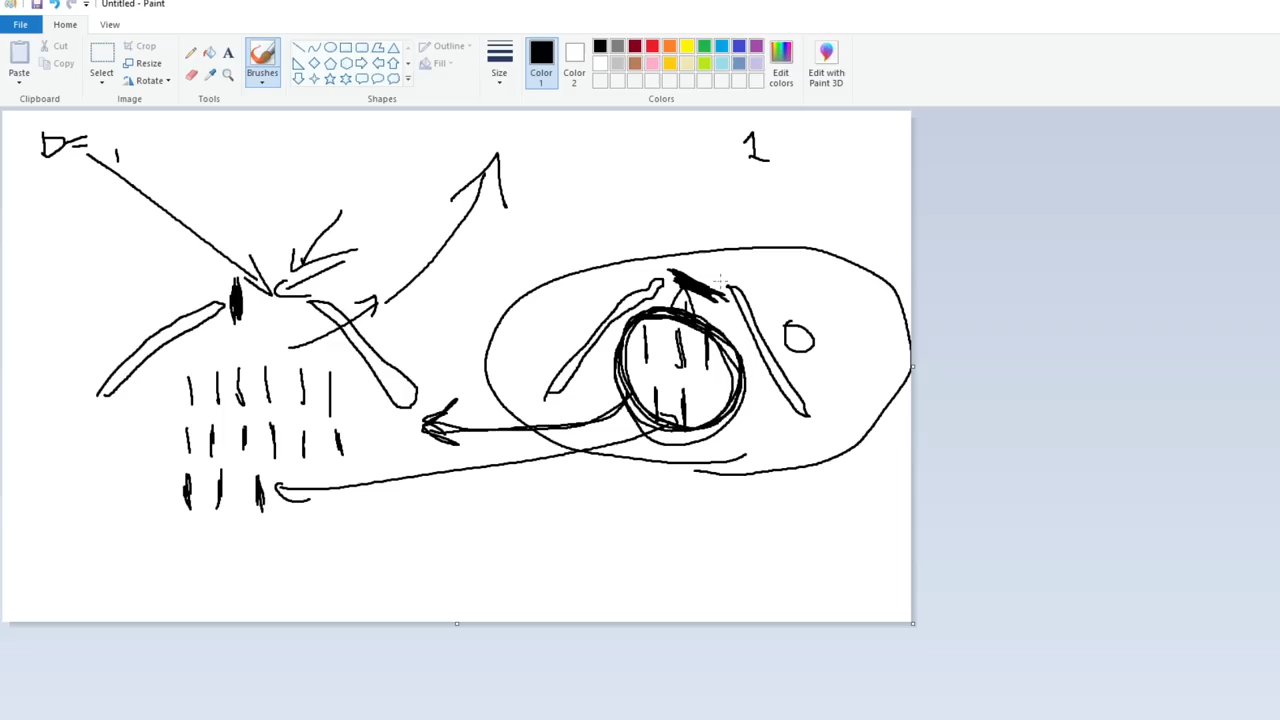 Untitled - Paint
File Home View
Paste
Cut
Copy
Clipboard
Select
Crop
Resize
Rotate
Image
A
Tools
Brushes
Shapes
Outline
Fill
Size
Color 1
Color 2
Edit colors
Colors
Edit with Paint 3D
1